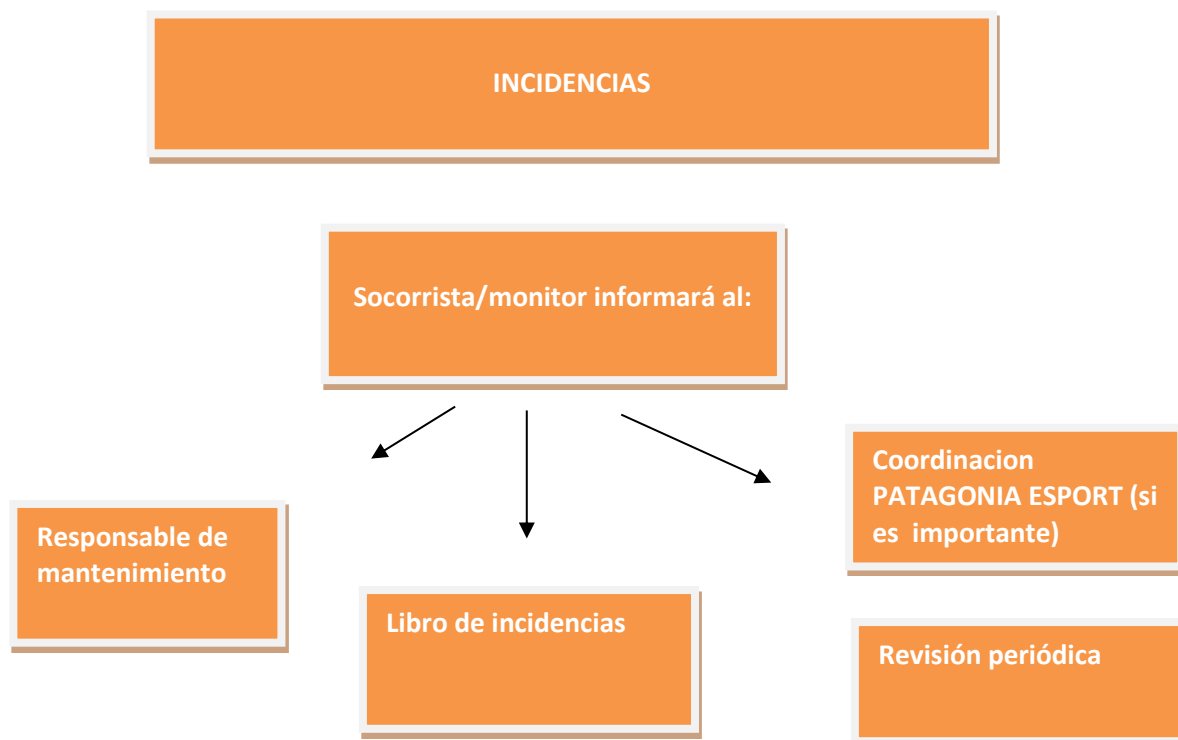 INCIDENCIAS
Socorrista/monitor informará al:
Responsable de
mantenimiento
Libro de incidencias
Coordinacion
PATAGONIA ESPORT (si
es importante)
Revisión periódica